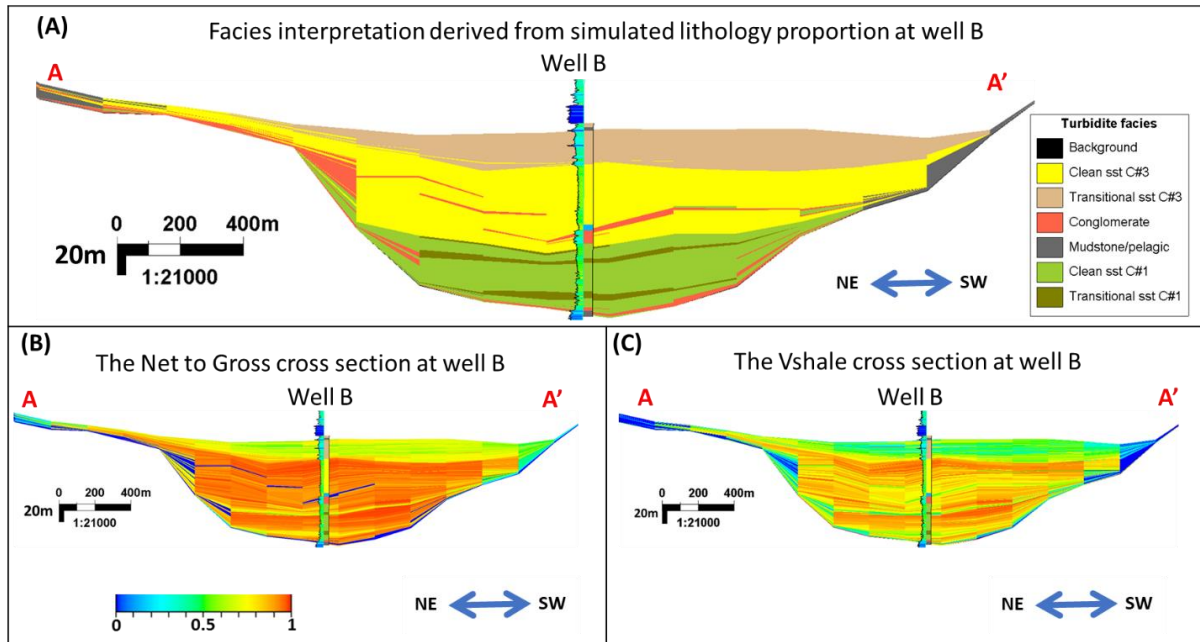 (A)
Facies interpretation derived from simulated lithology proportion at well B
Well B
A
A'
Turbidite facies
Background
Clean sst C#3
Transitional sst C#3
Conglomerate
Mudstone/pelagic
Clean sst C#1
Transitional sst C#1
0 200 400m
20m
1:21000
NE SW
(B)
The Net to Gross cross section at well B
Well B
A
A'
0 200 400m
20m
1:21000
0 0.5 1
NE SW
(C)
The Vshale cross section at well B
Well B
A
A'
0 200 400m
20m
1:21000
NE SW